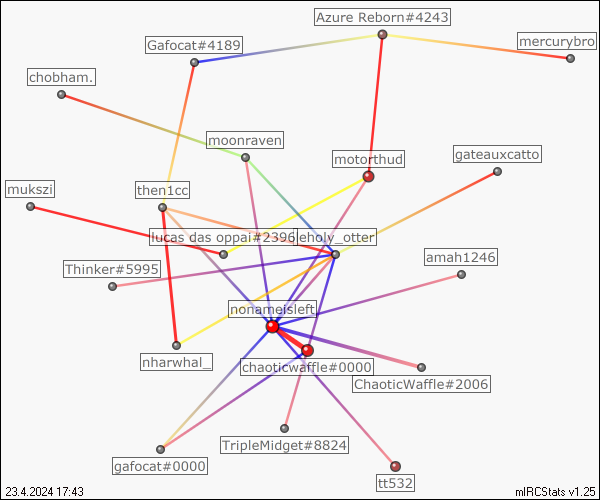 Azure Reborn#4243
Gafocat#4189
mercurybro
chobham.
moonraven
motorthud
gateauxcatto
mukszi
then1cc
lucas das oppai#2396
eholy_otter
amah1246
Thinker#5995
nonameisleft
nharwhal_
chaoticwaffle#0000
ChaoticWaffle#2006
TripleMidget#8824
gafocat#0000
tt532
23.4.2024 17:43
mIRCStats v1.25